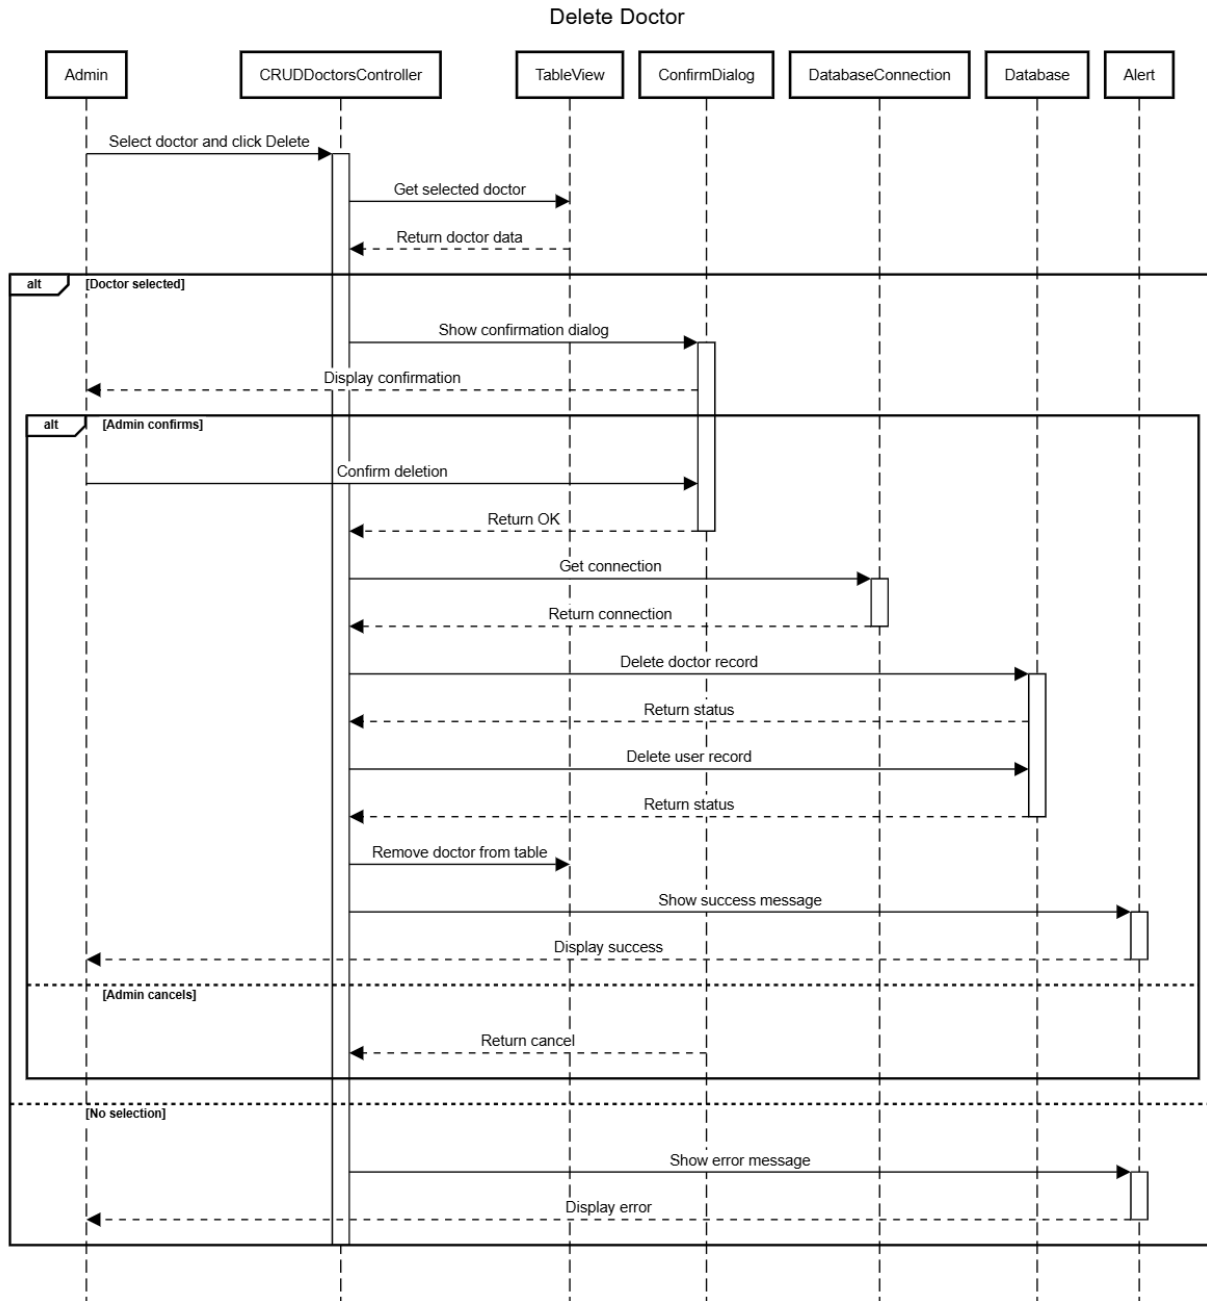 Delete Doctor
Admin
CRUDDoctorsController
TableView
ConfirmDialog
DatabaseConnection
Database
Alert
Select doctor and click Delete
Get selected doctor
Return doctor data
alt
[Doctor selected]
Show confirmation dialog
Display confirmation
alt
[Admin confirms]
Confirm deletion
Return OK
Get connection
Return connection
Delete doctor record
Return status
Delete user record
Return status
Remove doctor from table
Show success message
Display success
[Admin cancels]
Return cancel
[No selection]
Show error message
Display error